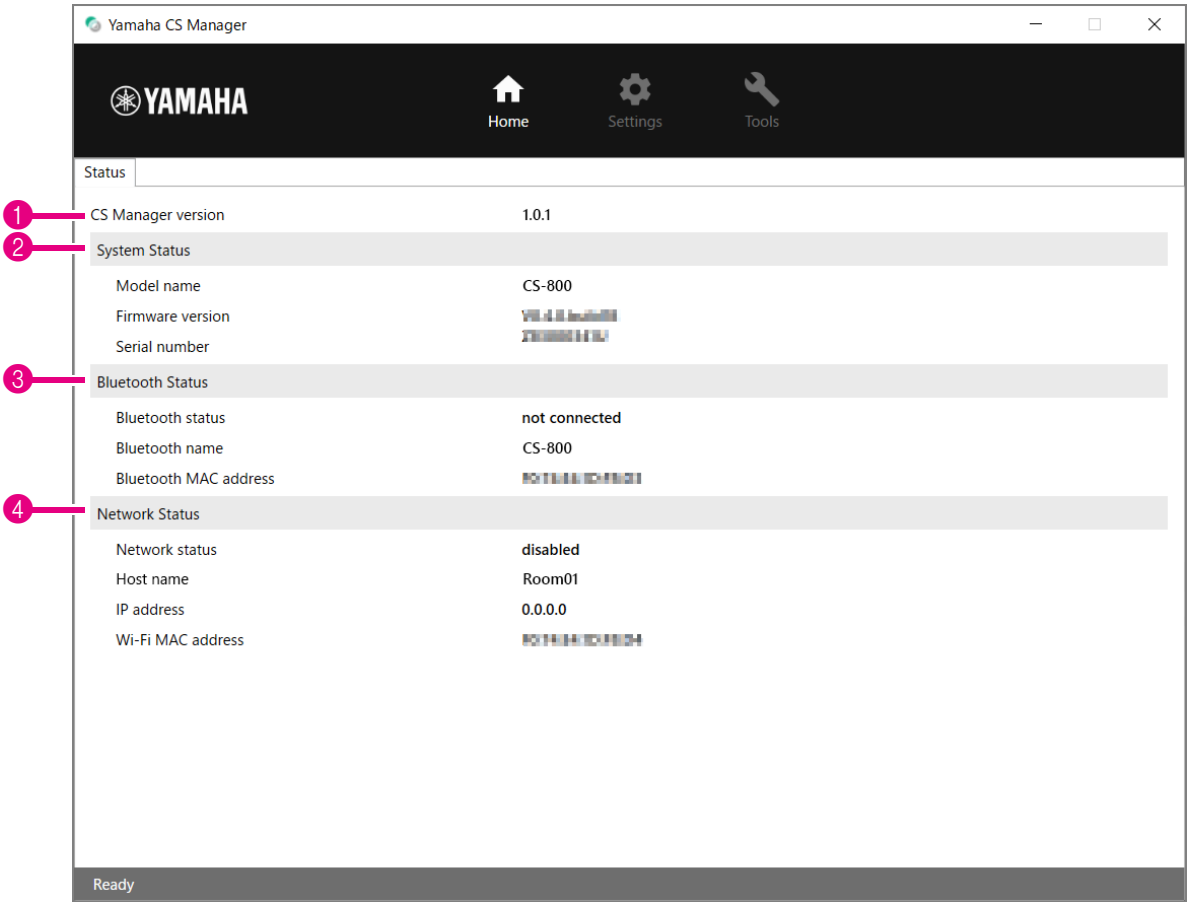 Yamaha CS Manager
YAMAHA
Home Settings Tools
Status
1 CS Manager version 1.0.1
2 System Status
Model name CS-800
Firmware version
Serial number
3 Bluetooth Status
Bluetooth status not connected
Bluetooth name CS-800
Bluetooth MAC address
4 Network Status
Network status disabled
Host name Room01
IP address 0.0.0.0
Wi-Fi MAC address
Ready